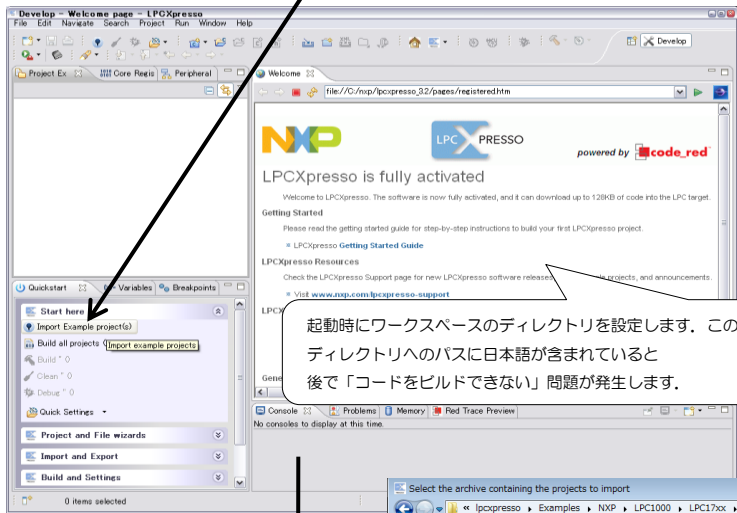 Develop - Welcome page - LPCXpresso
File Edit Navigate Search Project Run Window Help
Develop
Project Ex
Core Regis
Peripheral
Welcome
file://C:/nxp/lpcxpresso_3.2/pages/registered.htm
NXP
LPC XPRESSO
powered by code_red
LPCXpresso is fully activated
Welcome to LPCXpresso. The software is now fully activated, and it can download up to 128KB of code into the LPC target.
Getting Started
Please read the getting started guide for step-by-step instructions to build your first LPCXpresso project.
LPCXpresso Getting Started Guide
LPCXpresso Resources
Check the LPCXpresso Support page for new LPCXpresso software releases, projects, and announcements.
Visit www.nxp.com/lpcxpresso-support
LPCX
Gene
起動時にワークスペースのディレクトリを設定します．この
ディレクトリへのパスに日本語が含まれていると
後で「コードをビルドできない」問題が発生します．
Quickstart
Variables
Breakpoints
Start here
Import Example project(s)
Build all projects
Import example projects
Build '' ()
Clean '' ()
Debug '' ()
Quick Settings
Project and File wizards
Import and Export
Build and Settings
Console
Problems
Memory
Red Trace Preview
No consoles to display at this time.
0 items selected
Select the archive containing the projects to import
« lpcxpresso Examples NXP LPC1000 LPC17xx